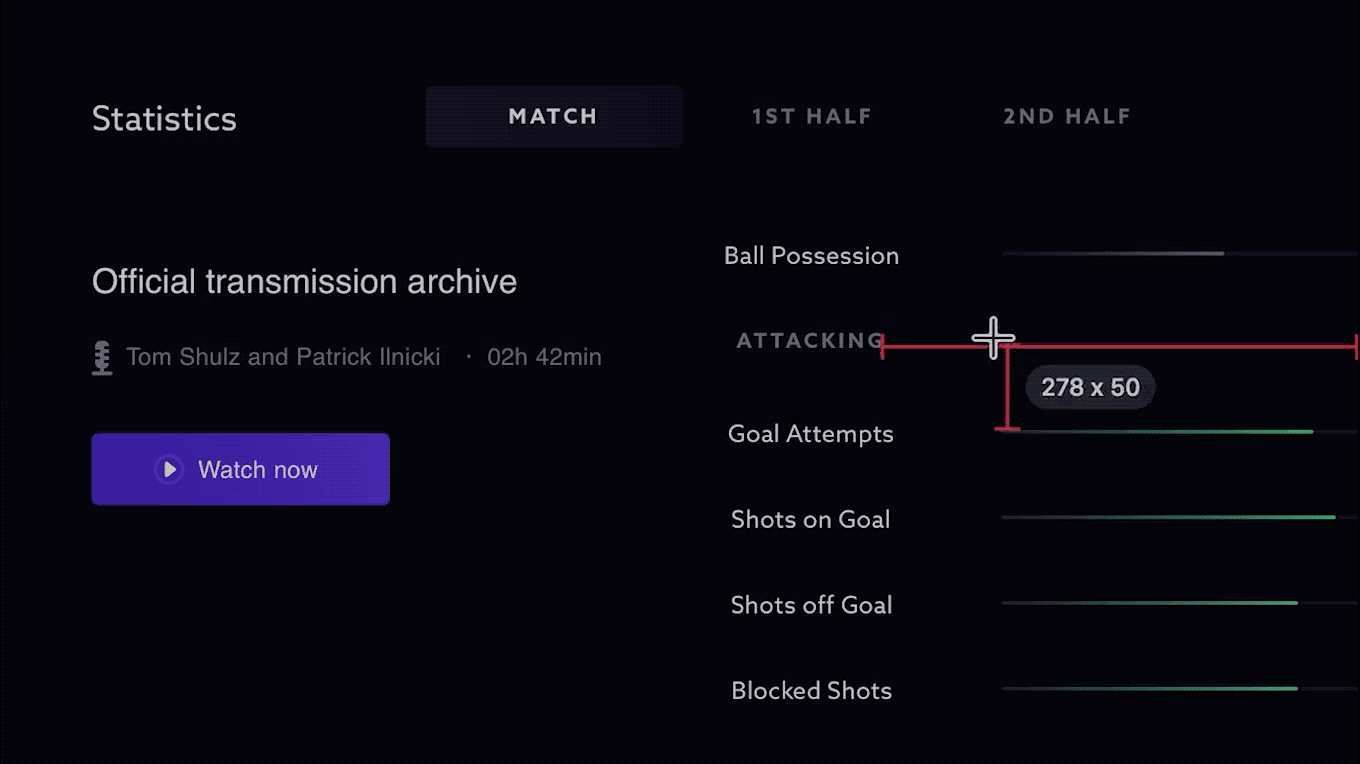 Statistics
MATCH
1ST HALF
2ND HALF
Official transmission archive
Tom Shulz and Patrick Ilnicki · 02h 42min
Watch now
Ball Possession
ATTACKING
278 x 50
Goal Attempts
Shots on Goal
Shots off Goal
Blocked Shots